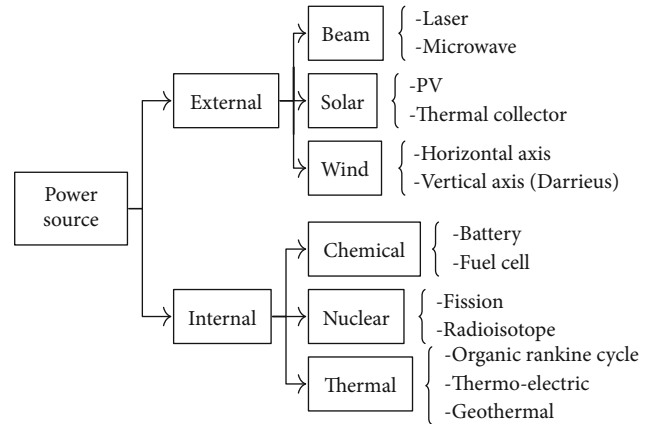 Power
source
External
Internal
Beam
-Laser
-Microwave
Solar
-PV
-Thermal collector
Wind
-Horizontal axis
-Vertical axis (Darrieus)
Chemical
-Battery
-Fuel cell
Nuclear
-Fission
-Radioisotope
Thermal
-Organic rankine cycle
-Thermo-electric
-Geothermal